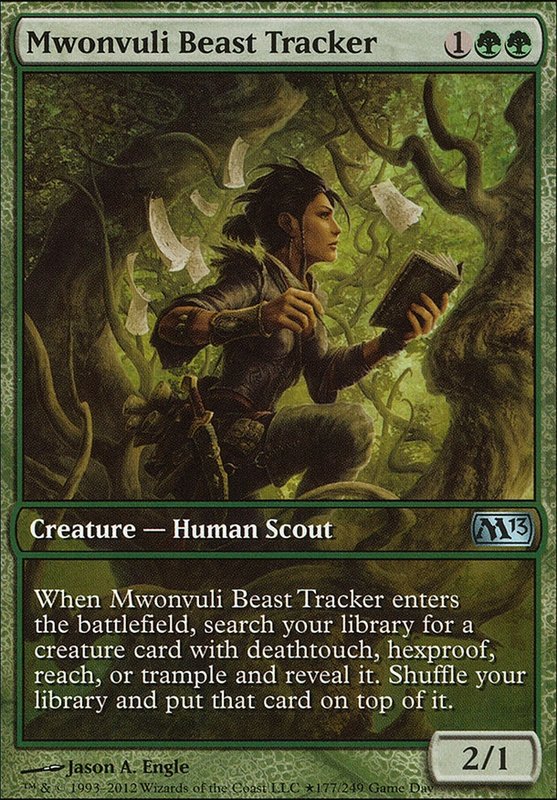 Mwonvuli Beast Tracker 1
Creature — Human Scout M13
When Mwonvuli Beast Tracker enters
the battlefield, search your library for a
creature card with deathtouch, hexproof,
reach, or trample and reveal it. Shuffle your
library and put that card on top of it.
2/1
Jason A. Engle
™ & © 1993–2012 Wizards of the Coast LLC ★177/249 Game Day